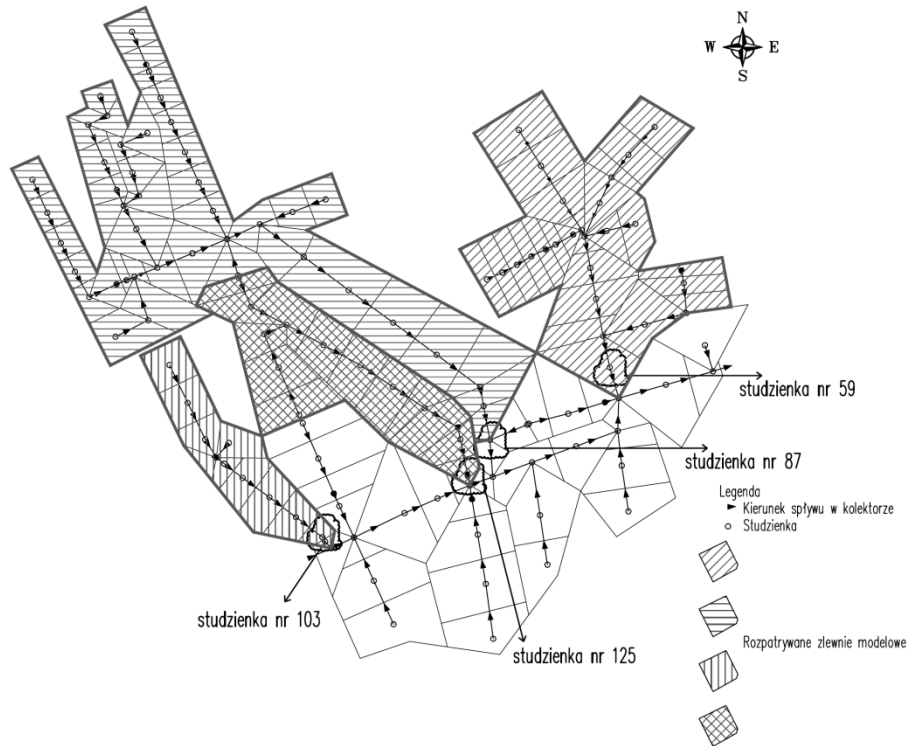 N
W E
S
studzienka nr 59
studzienka nr 87
Legenda
Kierunek spływu w kolektorze
Studzienka
studzienka nr 103
Rozpatrywane zlewnie modelowe
studzienka nr 125